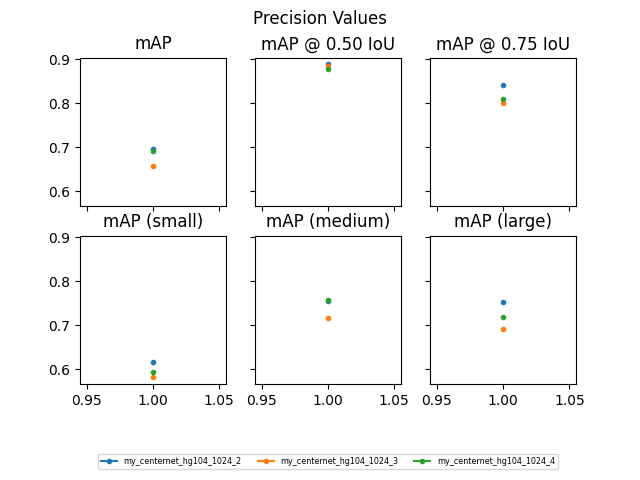 Precision Values
mAP
mAP @ 0.50 IoU
mAP @ 0.75 IoU
0.9
0.8
0.7
0.6
mAP (small)
mAP (medium)
mAP (large)
0.9
0.8
0.7
0.6
0.95 1.00 1.05
0.95 1.00 1.05
0.95 1.00 1.05
my_centernet_hg104_1024_2
my_centernet_hg104_1024_3
my_centernet_hg104_1024_4